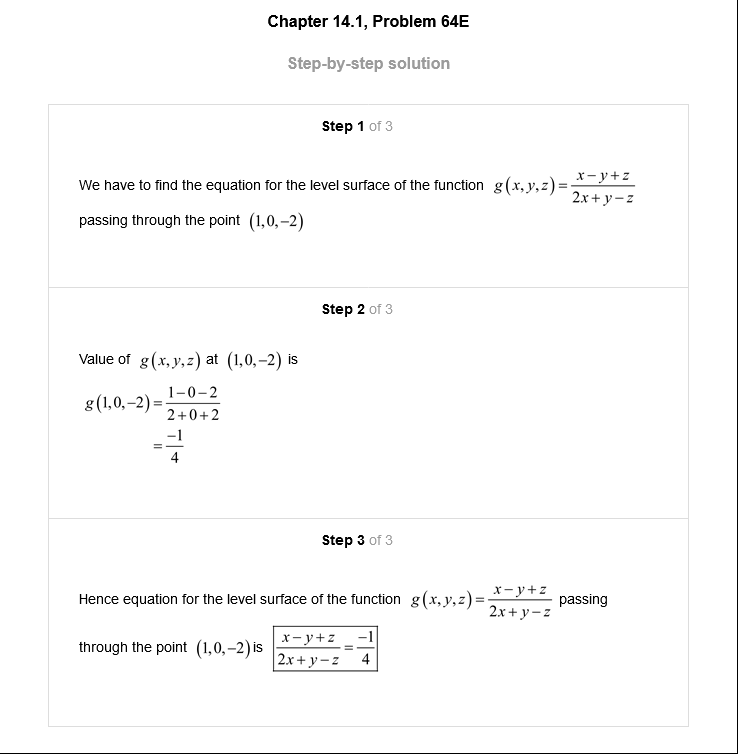 Chapter 14.1, Problem 64E
Step-by-step solution
Step 1 of 3
We have to find the equation for the level surface of the function g(x,y,z)=\frac{x-y+z}{2x+y-z}
passing through the point (1,0,-2)
Step 2 of 3
Value of g(x,y,z) at (1,0,-2) is
g(1,0,-2)=\frac{1-0-2}{2+0+2}
=\frac{-1}{4}
Step 3 of 3
Hence equation for the level surface of the function g(x,y,z)=\frac{x-y+z}{2x+y-z} passing
through the point (1,0,-2) is \frac{x-y+z}{2x+y-z}=\frac{-1}{4}